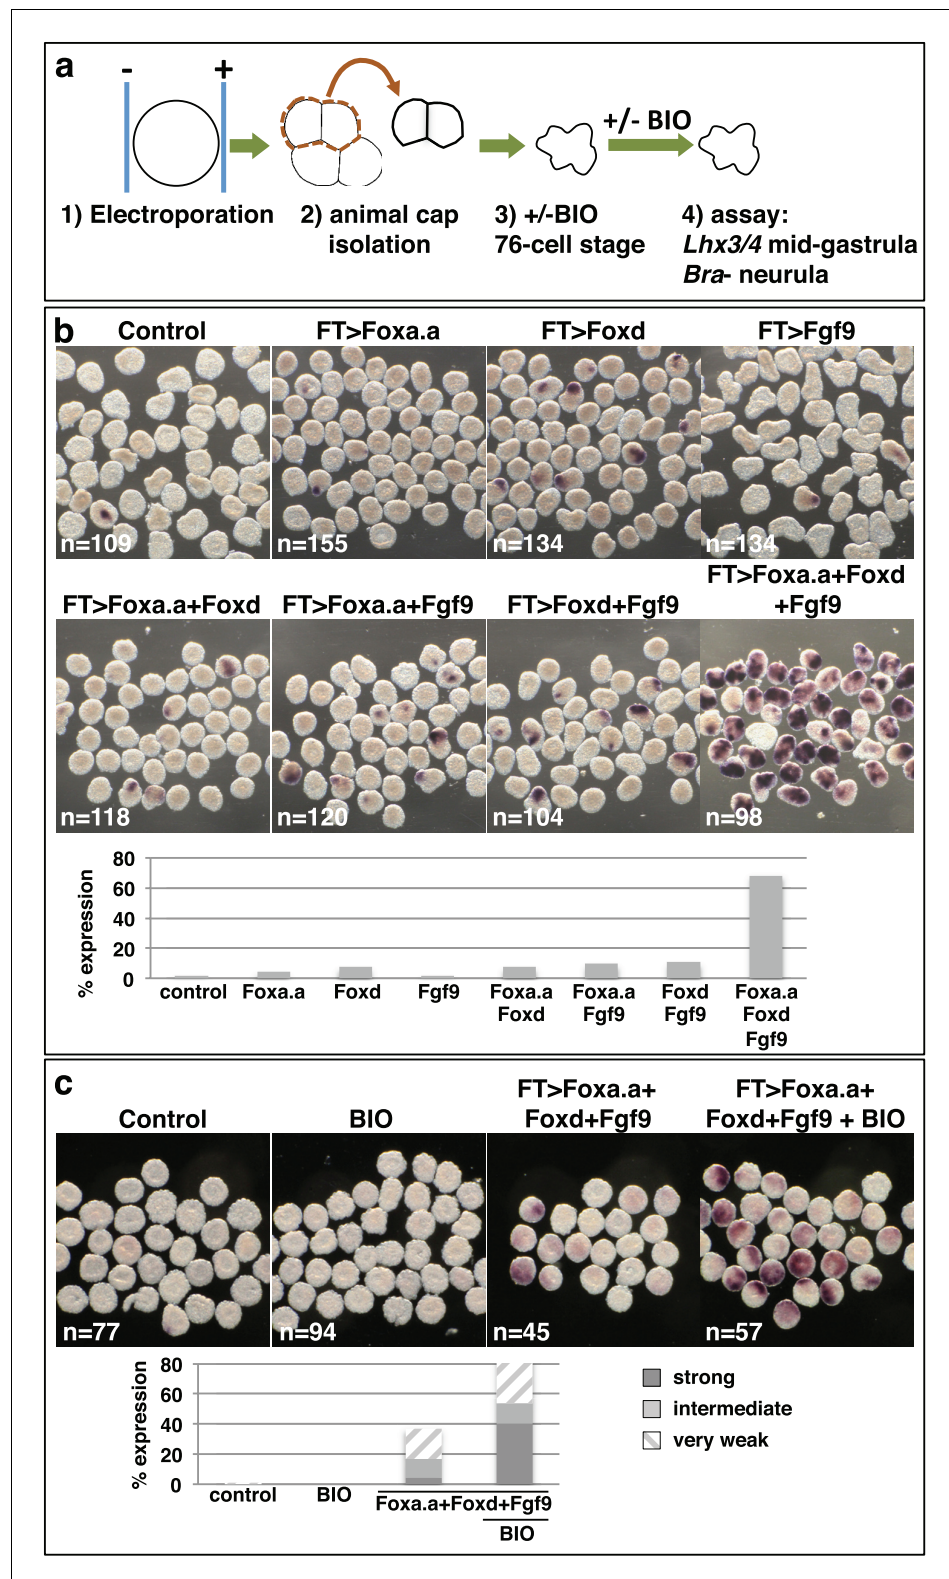 a
- +
+/- BIO
1) Electroporation
2) animal cap
isolation
3) +/-BIO
76-cell stage
4) assay:
Lhx3/4 mid-gastrula
Bra- neurula
b
Control
FT>Foxa.a
FT>Foxd
FT>Fgf9
n=109
n=155
n=134
n=134
FT>Foxa.a+Foxd
FT>Foxa.a+Fgf9
FT>Foxd+Fgf9
FT>Foxa.a+Foxd
+Fgf9
n=118
n=120
n=104
n=98
% expression
80
60
40
20
0
control
Foxa.a
Foxd
Fgf9
Foxa.a
Foxd
Foxa.a
Fgf9
Foxd
Fgf9
Foxa.a
Foxd
Fgf9
c
Control
BIO
FT>Foxa.a+
Foxd+Fgf9
FT>Foxa.a+
Foxd+Fgf9 + BIO
n=77
n=94
n=45
n=57
% expression
80
60
40
20
0
control
BIO
Foxa.a+Foxd+Fgf9
BIO
strong
intermediate
very weak